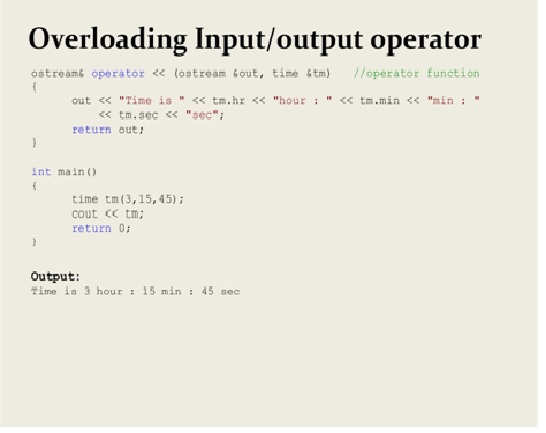 Overloading Input/output operator
ostream& operator << (ostream &out, time &tm) //operator function
{
out << "Time is " << tm.hr << "hour : " << tm.min << "min : "
<< tm.sec << "sec";
return out;
}
int main()
{
time tm(3,15,45);
cout << tm;
return 0;
}
Output:
Time is 3 hour : 15 min : 45 sec